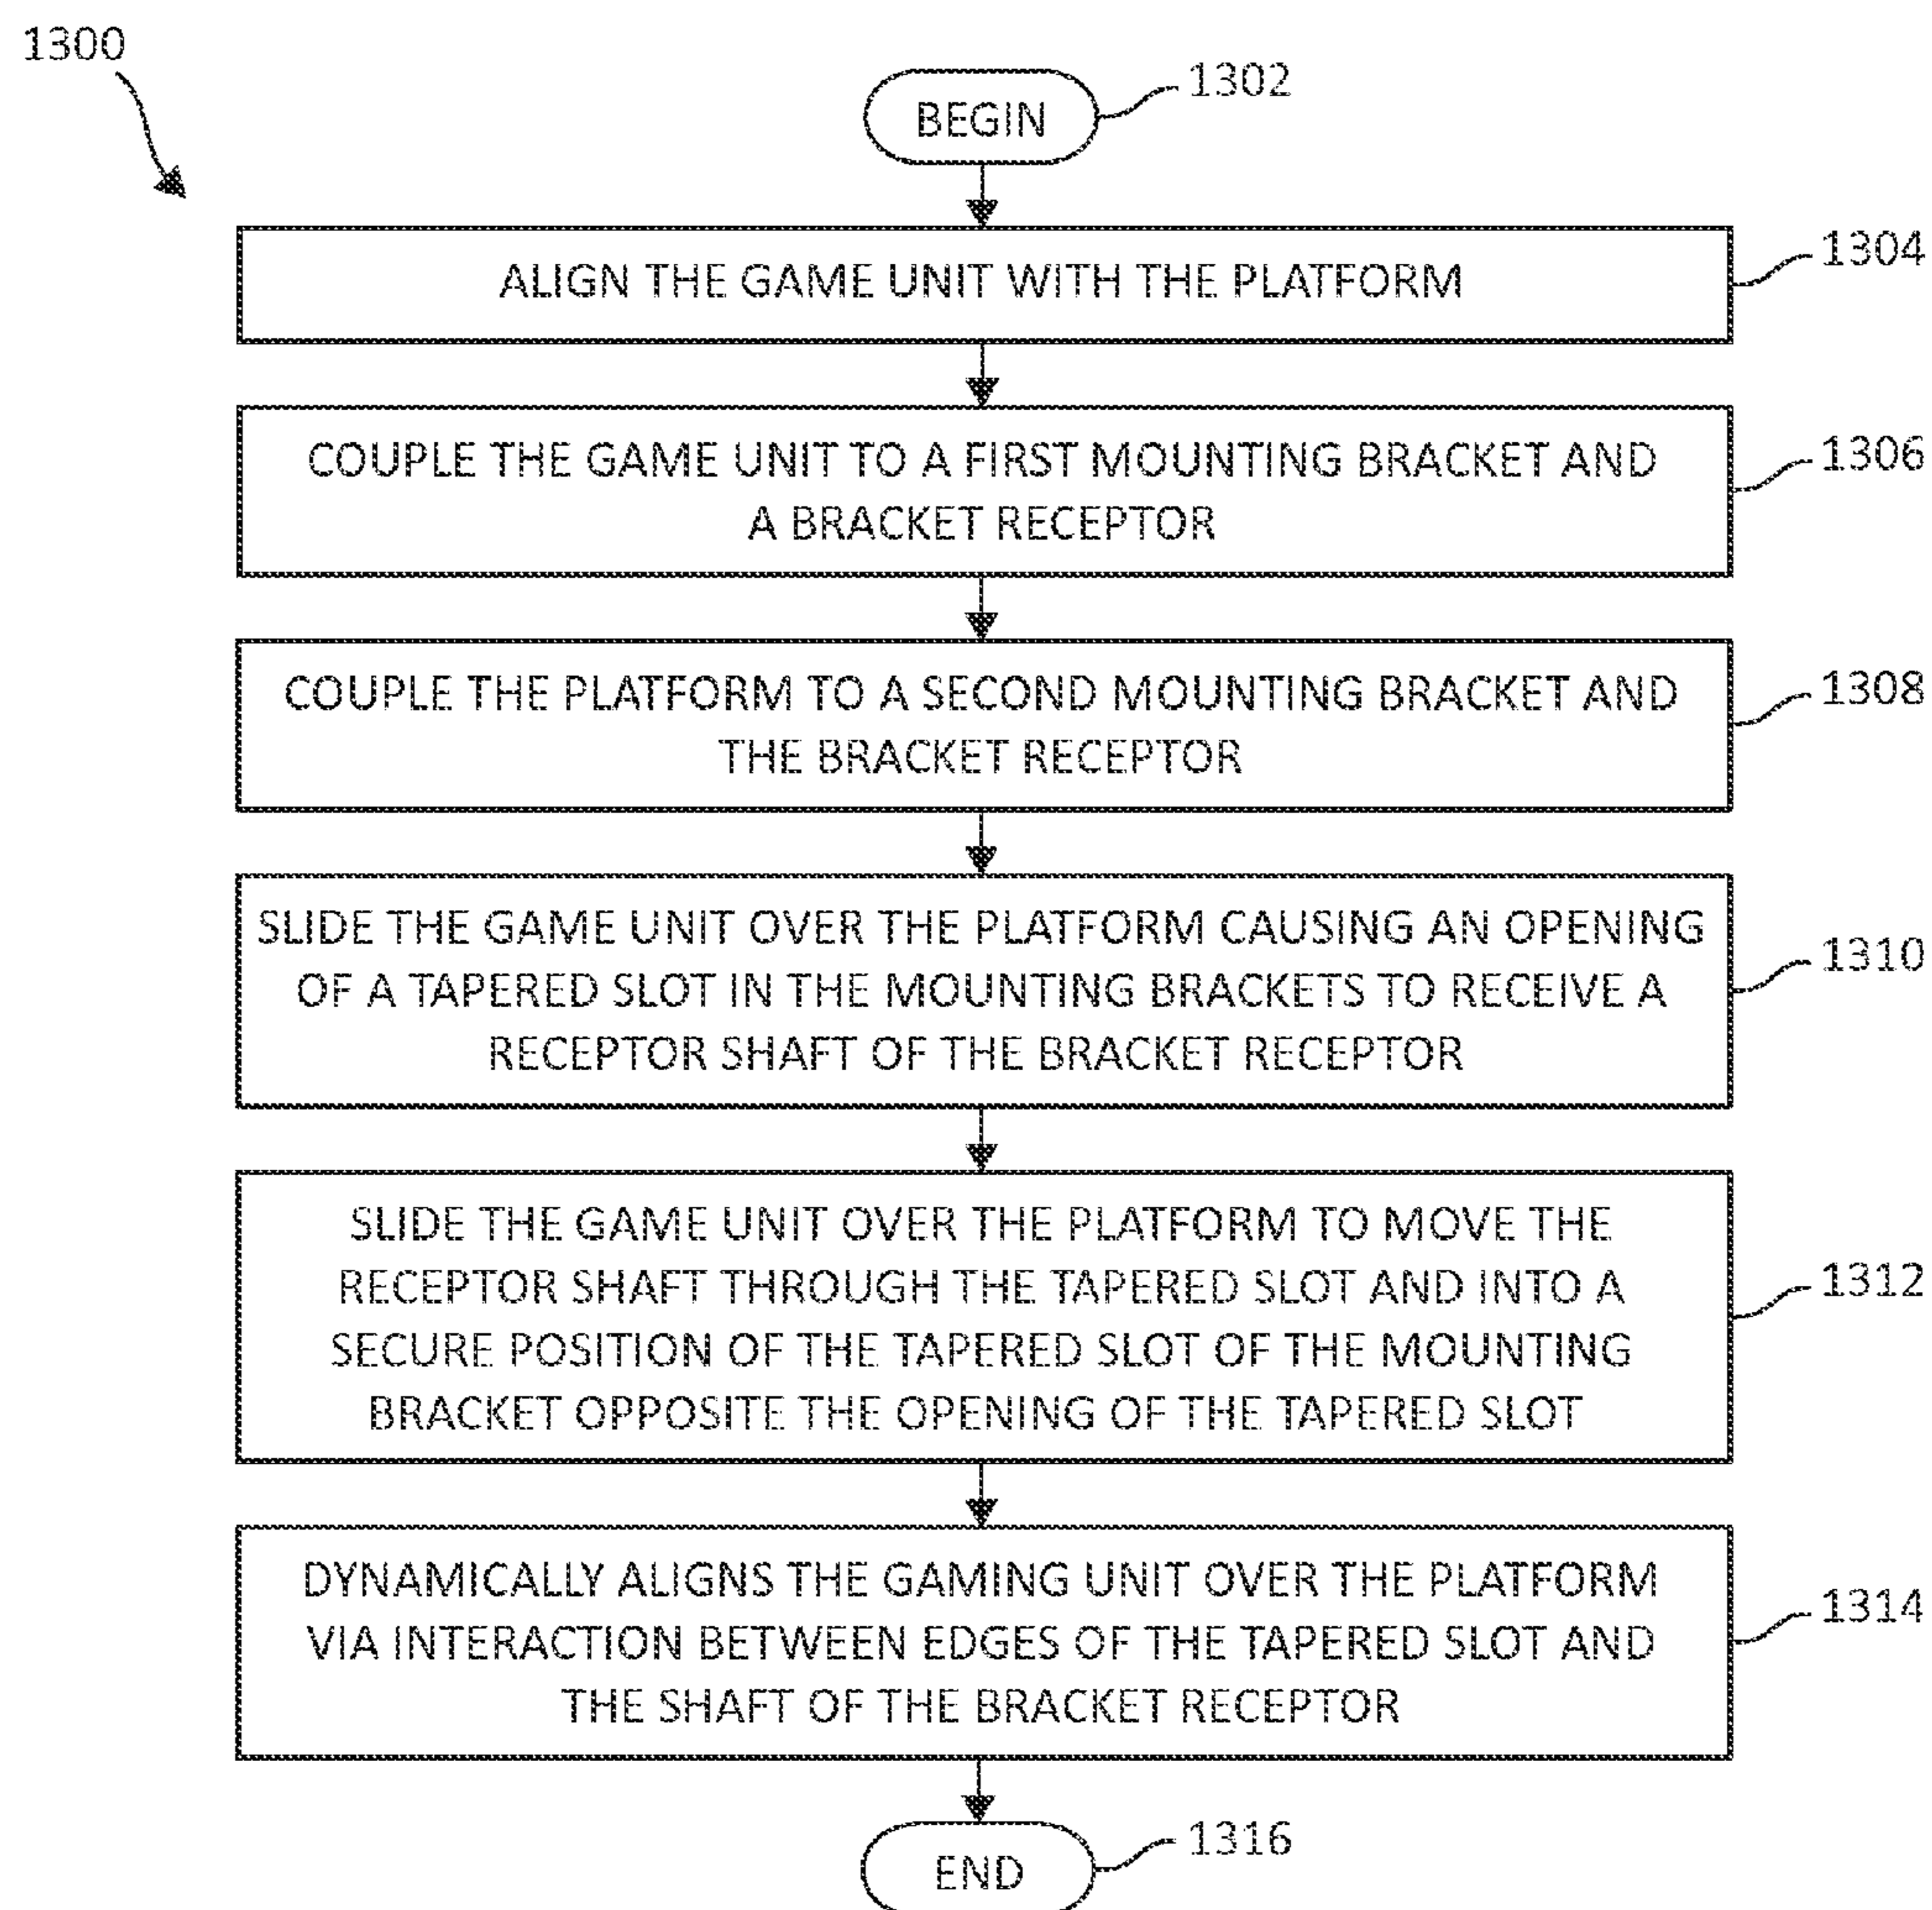 1300
BEGIN
1302
ALIGN THE GAME UNIT WITH THE PLATFORM
1304
COUPLE THE GAME UNIT TO A FIRST MOUNTING BRACKET AND
A BRACKET RECEPTOR
1306
COUPLE THE PLATFORM TO A SECOND MOUNTING BRACKET AND
THE BRACKET RECEPTOR
1308
SLIDE THE GAME UNIT OVER THE PLATFORM CAUSING AN OPENING
OF A TAPERED SLOT IN THE MOUNTING BRACKETS TO RECEIVE A
RECEPTOR SHAFT OF THE BRACKET RECEPTOR
1310
SLIDE THE GAME UNIT OVER THE PLATFORM TO MOVE THE
RECEPTOR SHAFT THROUGH THE TAPERED SLOT AND INTO A
SECURE POSITION OF THE TAPERED SLOT OF THE MOUNTING
BRACKET OPPOSITE THE OPENING OF THE TAPERED SLOT
1312
DYNAMICALLY ALIGNS THE GAMING UNIT OVER THE PLATFORM
VIA INTERACTION BETWEEN EDGES OF THE TAPERED SLOT AND
THE SHAFT OF THE BRACKET RECEPTOR
1314
END
1316